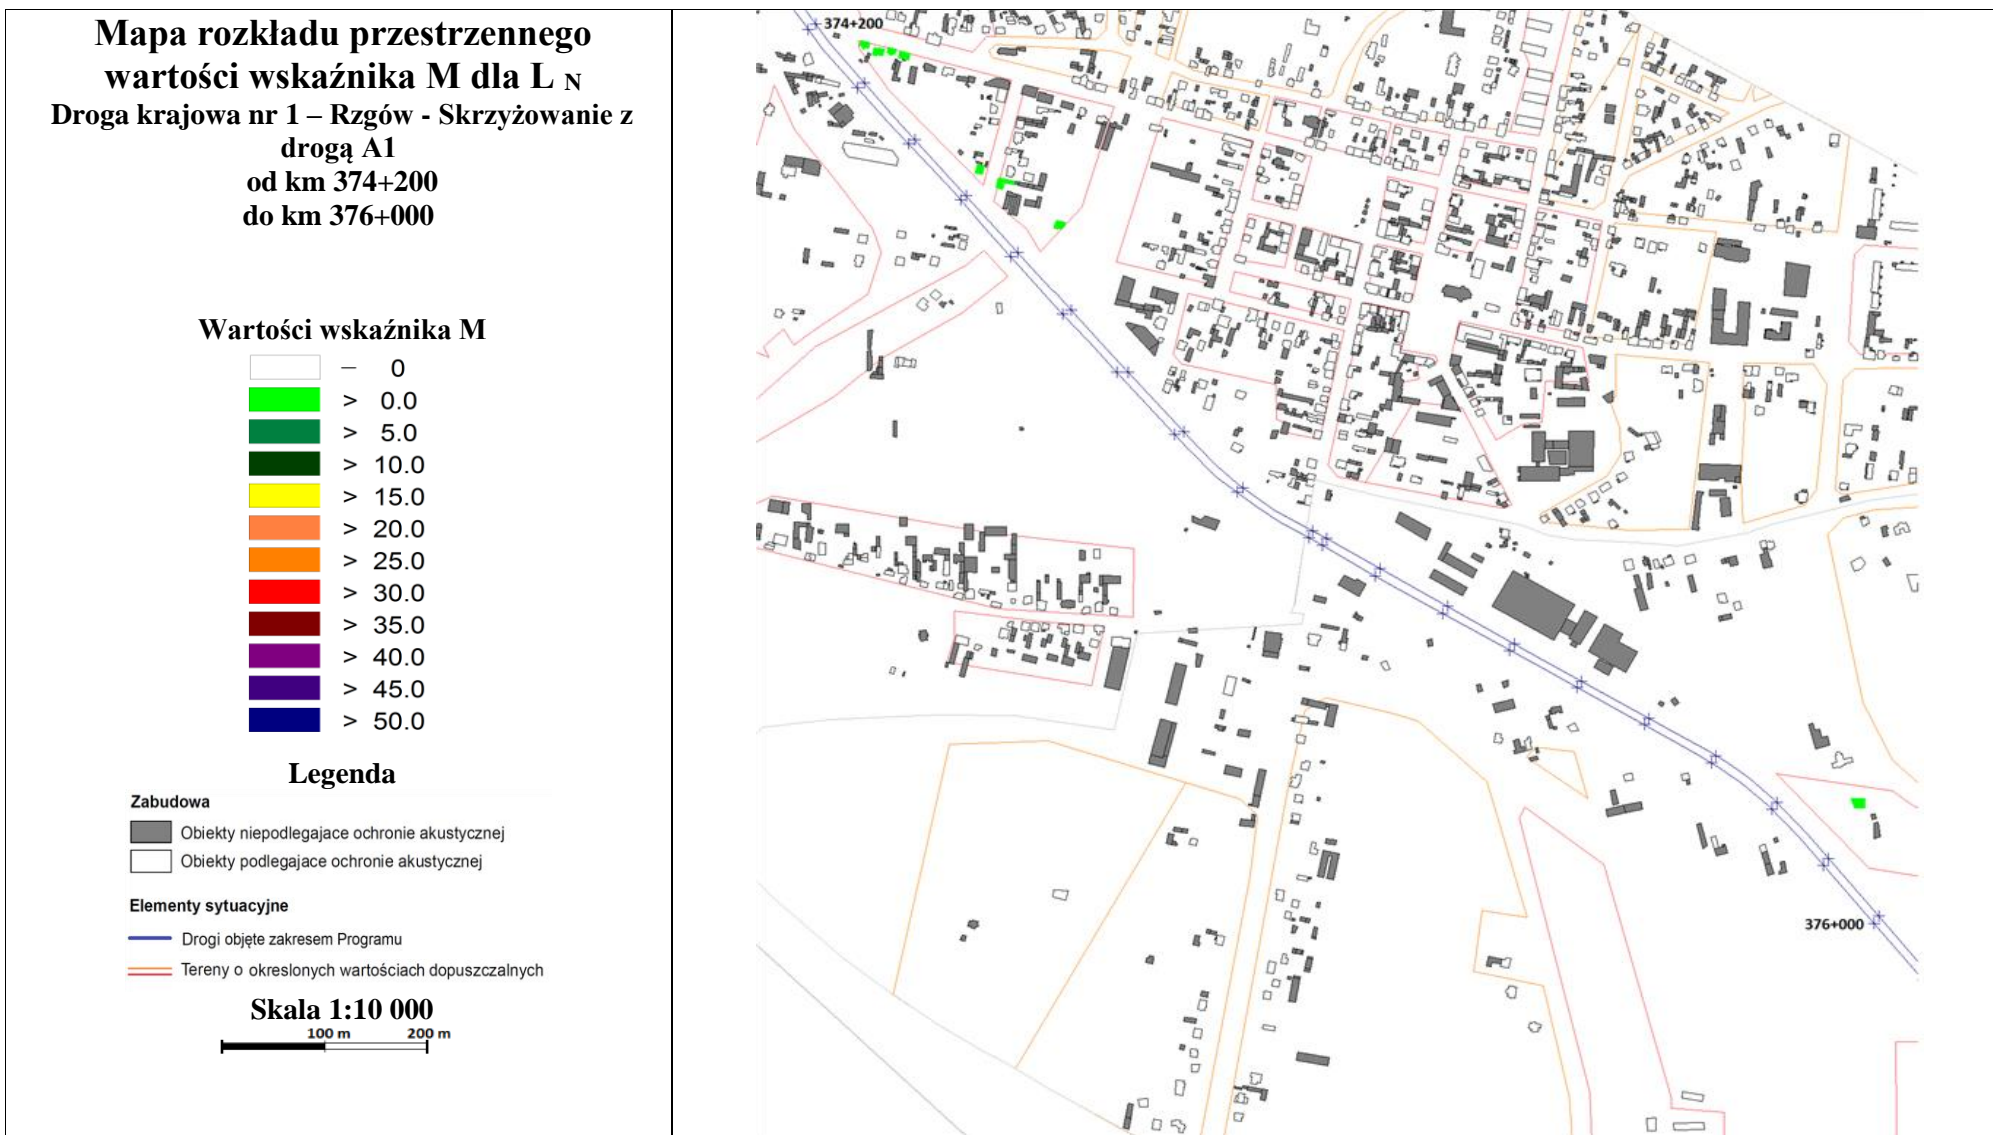 Mapa rozkładu przestrzennego
wartości wskaźnika M dla L N
Droga krajowa nr 1 – Rzgów - Skrzyżowanie z
drogą A1
od km 374+200
do km 376+000
Wartości wskaźnika M
– 0
> 0.0
> 5.0
> 10.0
> 15.0
> 20.0
> 25.0
> 30.0
> 35.0
> 40.0
> 45.0
> 50.0
Legenda
Zabudowa
Obiekty niepodlegajace ochronie akustycznej
Obiekty podlegajace ochronie akustycznej
Elementy sytuacyjne
Drogi objęte zakresem Programu
Tereny o okreslonych wartościach dopuszczalnych
Skala 1:10 000
100 m 200 m
374+200
376+000